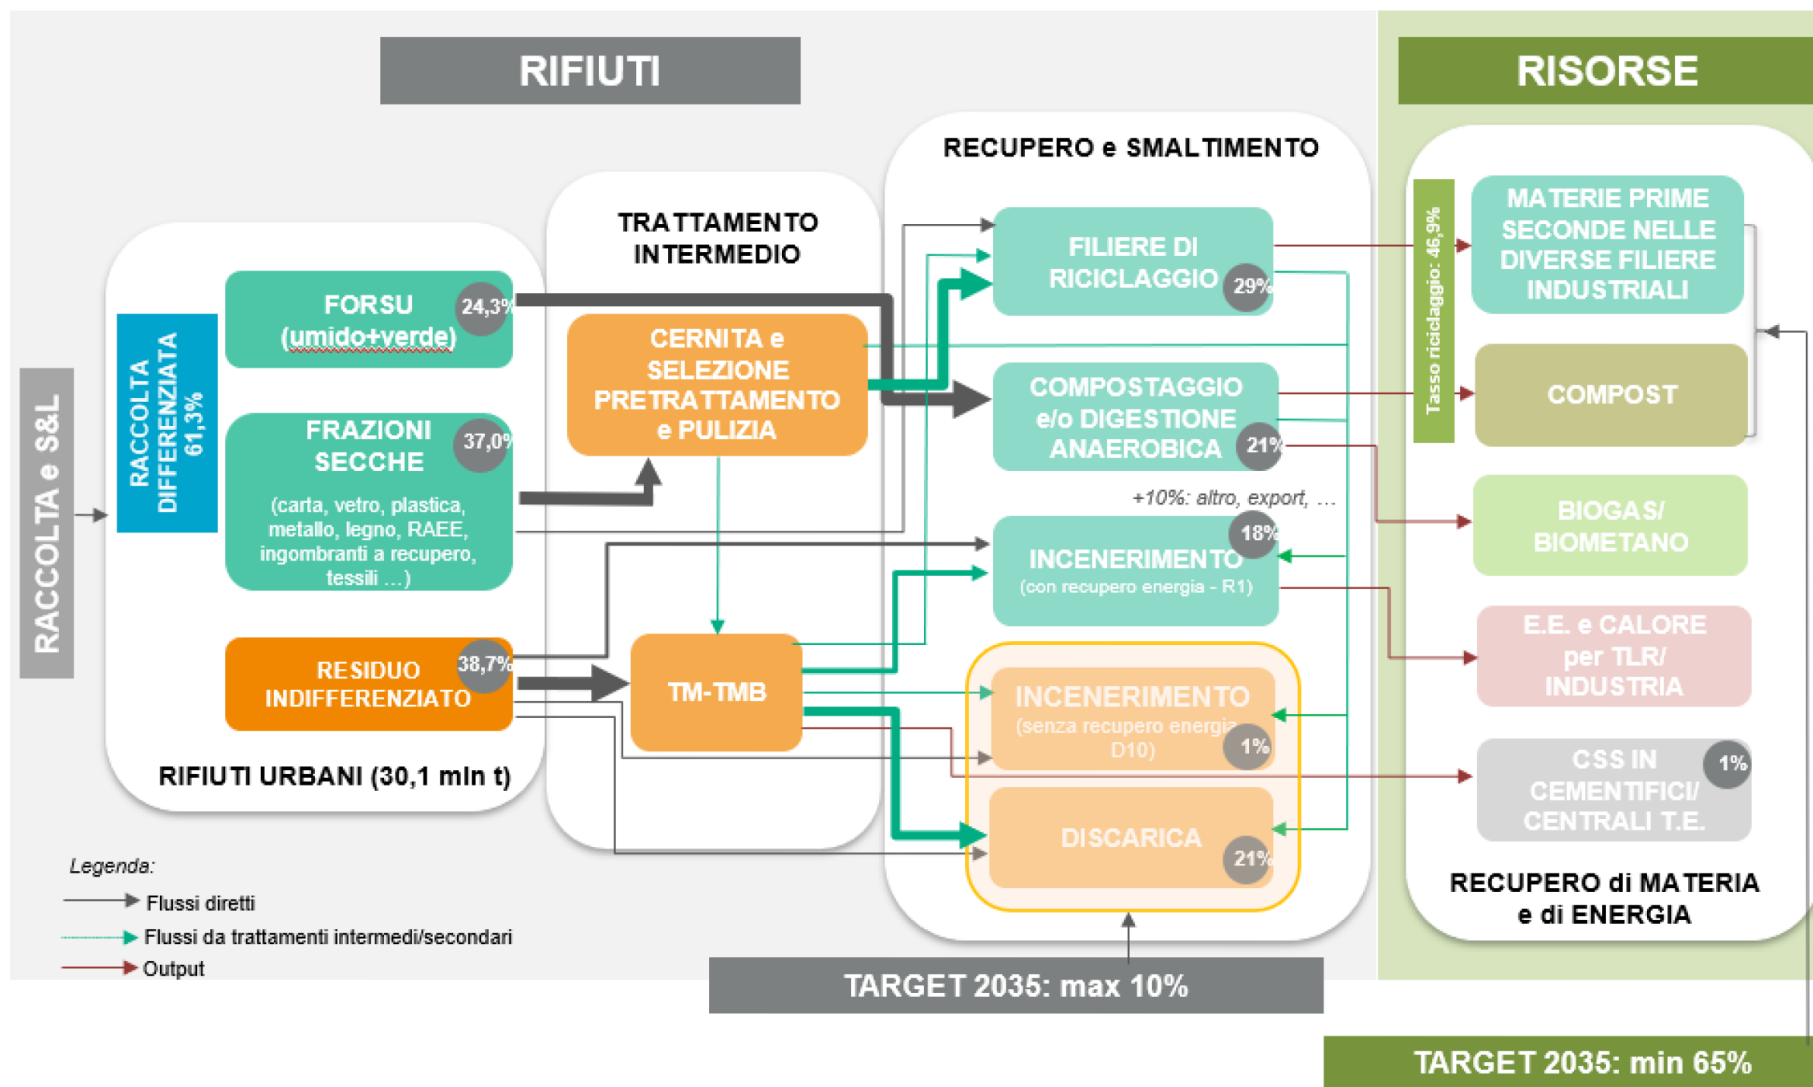 RIFIUTI
RISORSE
RACCOLTA e S&L
RACCOLTA
DIFFERENZIATA
61,3%
FORSU
(umido+verde)
24,3%
FRAZIONI
SECCHE
37,0%
(carta, vetro, plastica,
metallo, legno, RAEE,
ingombranti a recupero,
tessili ...)
RESIDUO
INDIFFERENZIATO
38,7%
RIFIUTI URBANI (30,1 mln t)
TRATTAMENTO
INTERMEDIO
CERNITA e
SELEZIONE
PRETRATTAMENTO
e PULIZIA
TM-TMB
RECUPERO e SMALTIMENTO
FILIERE DI
RICICLAGGIO
29%
COMPOSTAGGIO
e/o DIGESTIONE
ANAEROBICA
21%
+10%: altro, export, ...
18%
INCENERIMENTO
(con recupero energia - R1)
INCENERIMENTO
(senza recupero energia
D10)
1%
DISCARICA
21%
Tasso riciclaggio: 46,9%
MATERIE PRIME
SECONDE NELLE
DIVERSE FILIERE
INDUSTRIALI
COMPOST
BIOGAS/
BIOMETANO
E.E. e CALORE
per TLR/
INDUSTRIA
CSS IN
CEMENTIFICI/
CENTRALI T.E.
1%
RECUPERO di MATERIA
e di ENERGIA
Legenda:
Flussi diretti
Flussi da trattamenti intermedi/secondari
Output
TARGET 2035: max 10%
TARGET 2035: min 65%